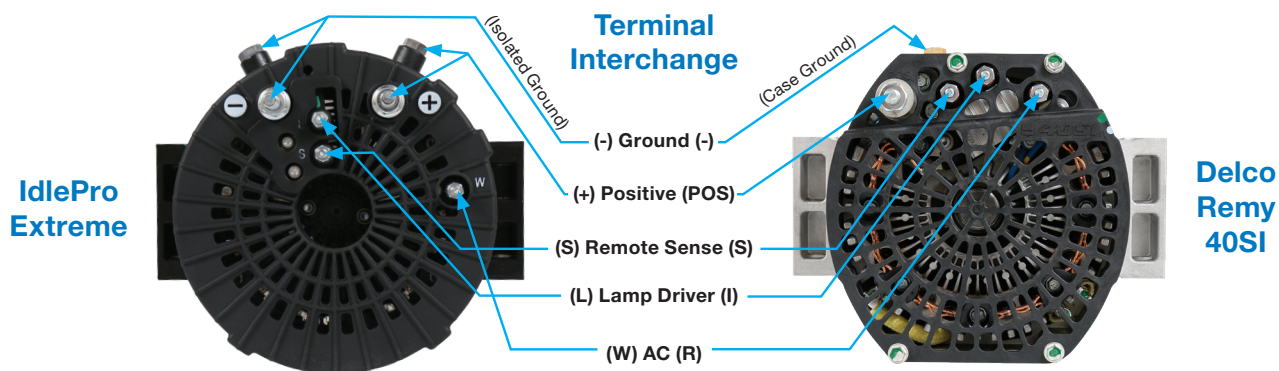 Terminal
Interchange
(Isolated Ground)
(Case Ground)
IdlePro
Extreme
Delco
Remy
40SI
(-) Ground (-)
(+) Positive (POS)
(S) Remote Sense (S)
(L) Lamp Driver (I)
(W) AC (R)
L
S
W
40SI